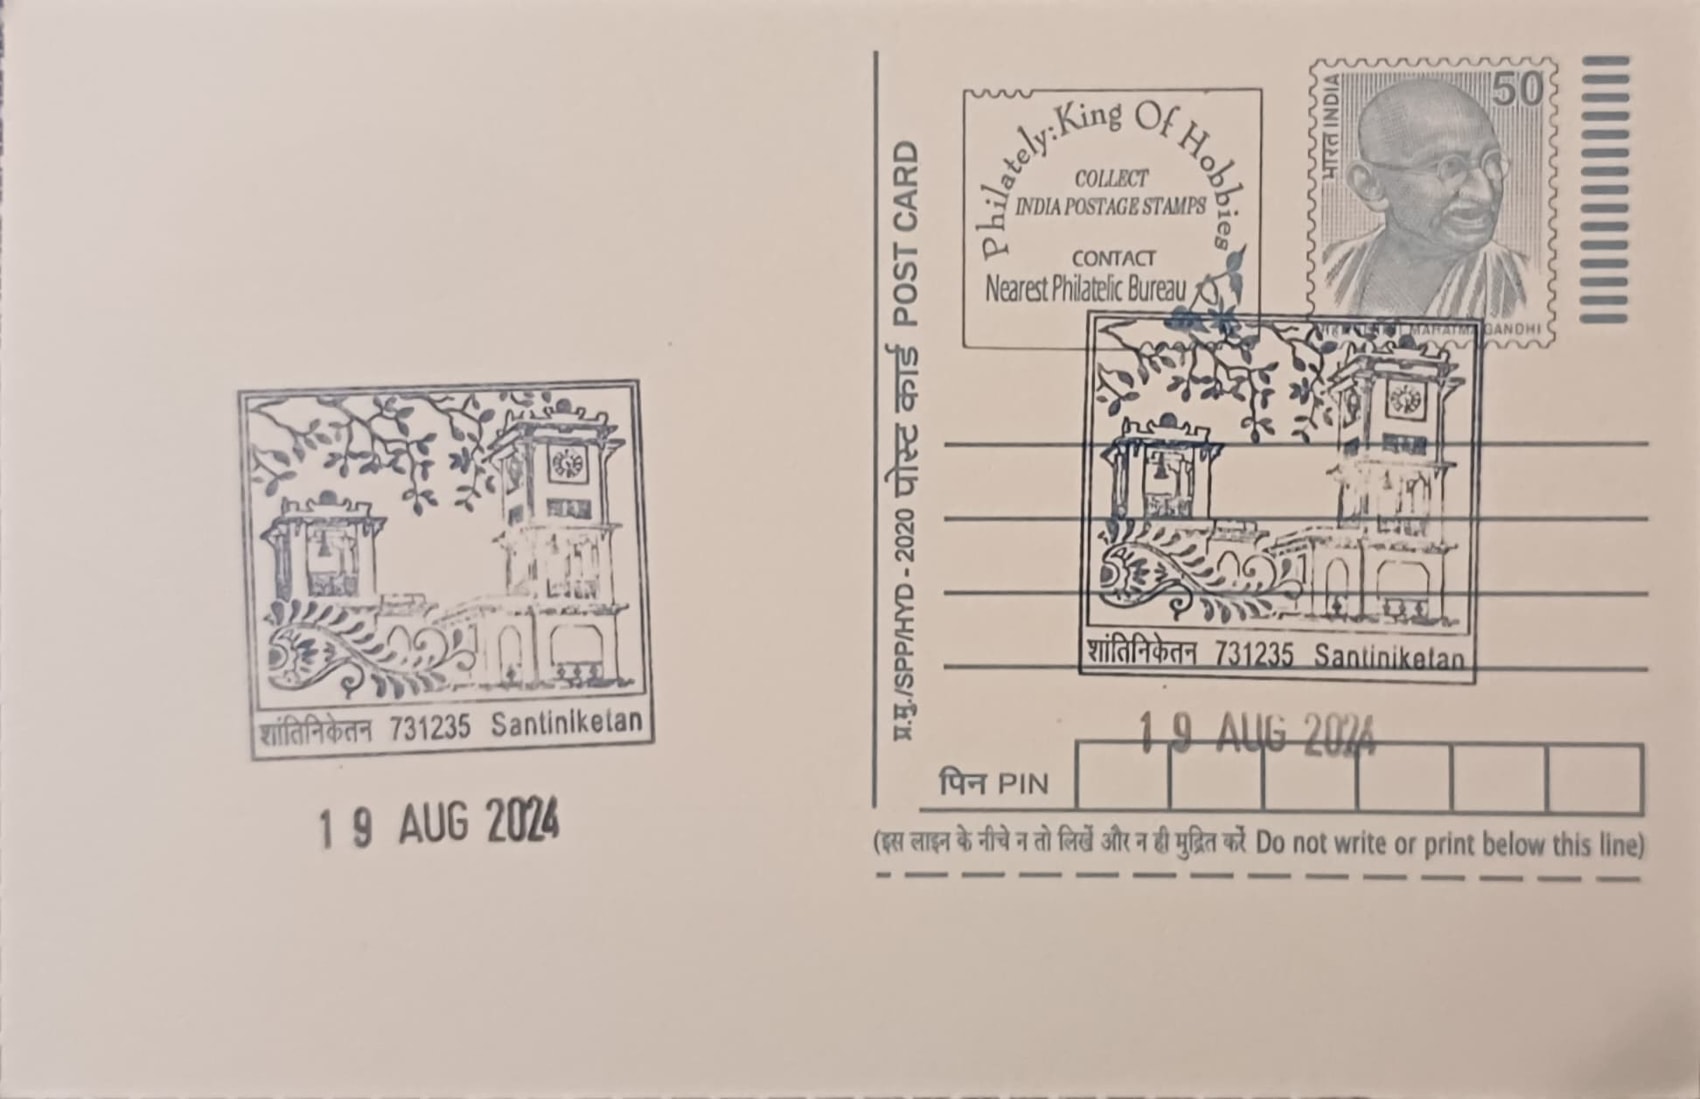 शांतिनिकेतन 731235 Santiniketan
19 AUG 2024
प्र.मु./SPP/HYD - 2020 पोस्ट कार्ड POST CARD
Philately: King Of Hobbies
COLLECT
INDIA POSTAGE STAMPS
CONTACT
Nearest Philatelic Bureau
भारत INDIA
50
MAHATMA GANDHI
शांतिनिकेतन 731235 Santiniketan
19 AUG 2024
पिन PIN
(इस लाइन के नीचे न तो लिखें और न ही मुद्रित करें Do not write or print below this line)